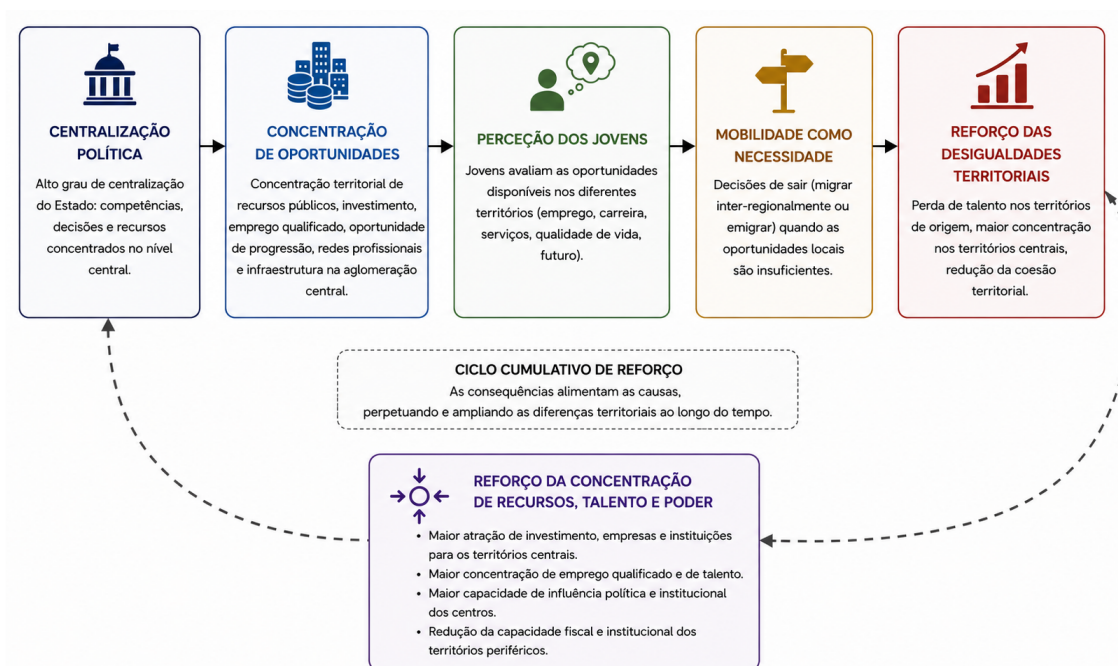 CENTRALIZAÇÃO
POLÍTICA
Alto grau de centralização
do Estado: competências,
decisões e recursos
concentrados no nível
central.
CONCENTRAÇÃO
DE OPORTUNIDADES
Concentração territorial de
recursos públicos, investimento,
emprego qualificado, oportunidade
de progressão, redes profissionais
e infraestrutura na aglomeração
central.
PERCEÇÃO DOS JOVENS
Jovens avaliam as oportunidades
disponíveis nos diferentes
territórios (emprego, carreira,
serviços, qualidade de vida,
futuro).
MOBILIDADE COMO
NECESSIDADE
Decisões de sair (migrar
inter-regionalmente ou
emigrar) quando as
oportunidades locais
são insuficientes.
REFORÇO DAS
DESIGUALDADES
TERRITORIAIS
Perda de talento nos territórios
de origem, maior concentração
nos territórios centrais,
redução da coesão
territorial.
CICLO CUMULATIVO DE REFORÇO
As consequências alimentam as causas,
perpetuando e ampliando as diferenças territoriais ao longo do tempo.
REFORÇO DA CONCENTRAÇÃO
DE RECURSOS, TALENTO E PODER
• Maior atração de investimento, empresas e instituições
para os territórios centrais.
• Maior concentração de emprego qualificado e de talento.
• Maior capacidade de influência política e institucional
dos centros.
• Redução da capacidade fiscal e institucional dos
territórios periféricos.